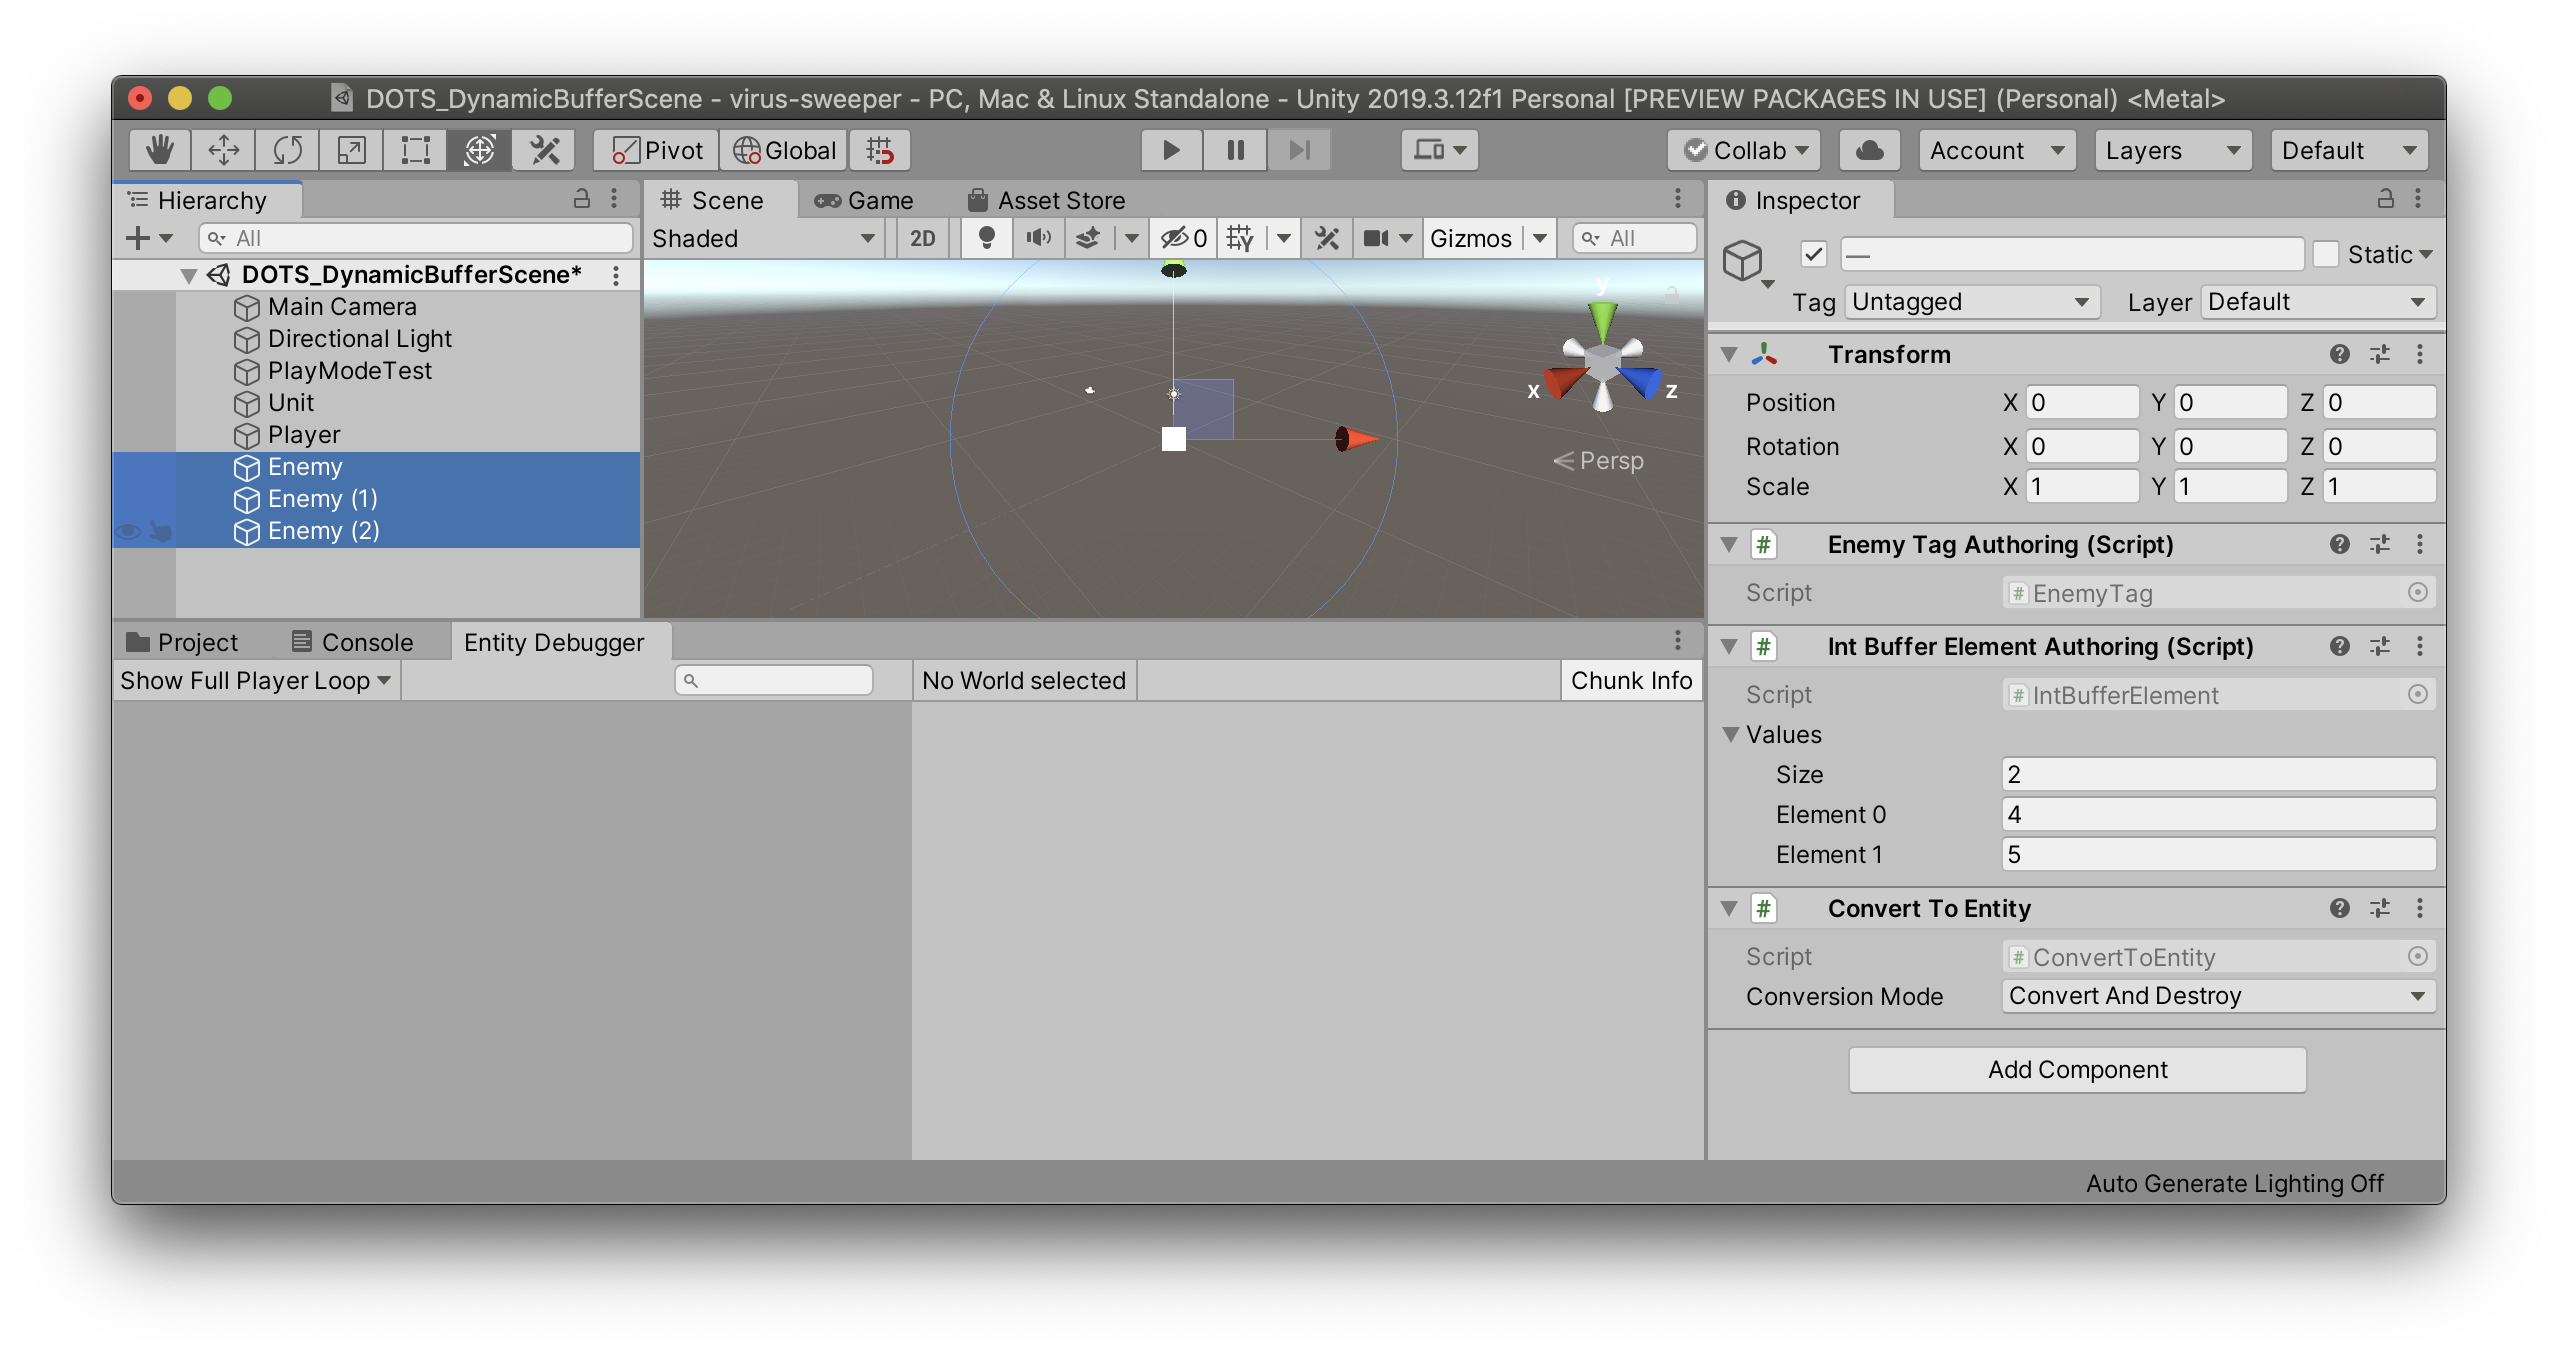 DOTS_DynamicBufferScene - virus-sweeper - PC, Mac & Linux Standalone - Unity 2019.3.12f1 Personal [PREVIEW PACKAGES IN USE] (Personal) <Metal>
Pivot Global Collab Account Layers Default
Hierarchy
All
DOTS_DynamicBufferScene*
Main Camera
Directional Light
PlayModeTest
Unit
Player
Enemy
Enemy (1)
Enemy (2)
Scene Game Asset Store
Shaded 2D 0 Gizmos All
y
x z
Persp
Project Console Entity Debugger
Show Full Player Loop No World selected Chunk Info
Inspector
— Static
Tag Untagged Layer Default
Transform
Position X 0 Y 0 Z 0
Rotation X 0 Y 0 Z 0
Scale X 1 Y 1 Z 1
# Enemy Tag Authoring (Script)
Script # EnemyTag
# Int Buffer Element Authoring (Script)
Script # IntBufferElement
Values
Size 2
Element 0 4
Element 1 5
# Convert To Entity
Script # ConvertToEntity
Conversion Mode Convert And Destroy
Add Component
Auto Generate Lighting Off